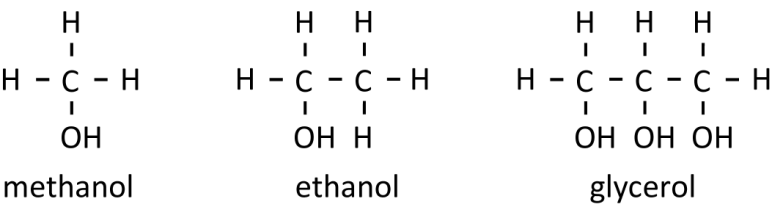 H H H H H H
H – C – H H – C – C – H H – C – C – C – H
OH OH H OH OH OH
methanol ethanol glycerol